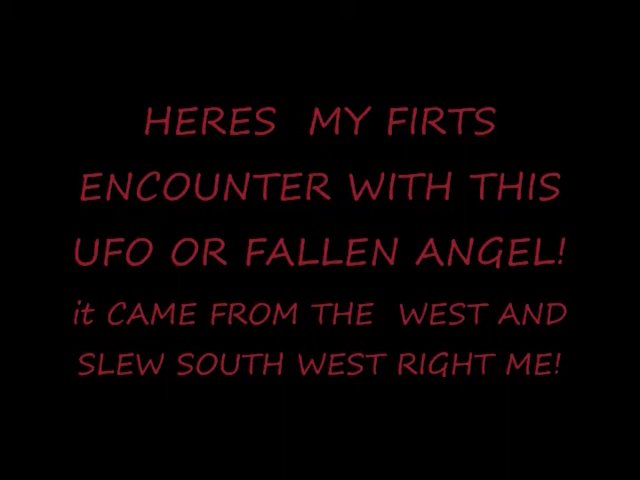 HERES MY FIRTS
ENCOUNTER WITH THIS
UFO OR FALLEN ANGEL!
it CAME FROM THE WEST AND
SLEW SOUTH WEST RIGHT ME!